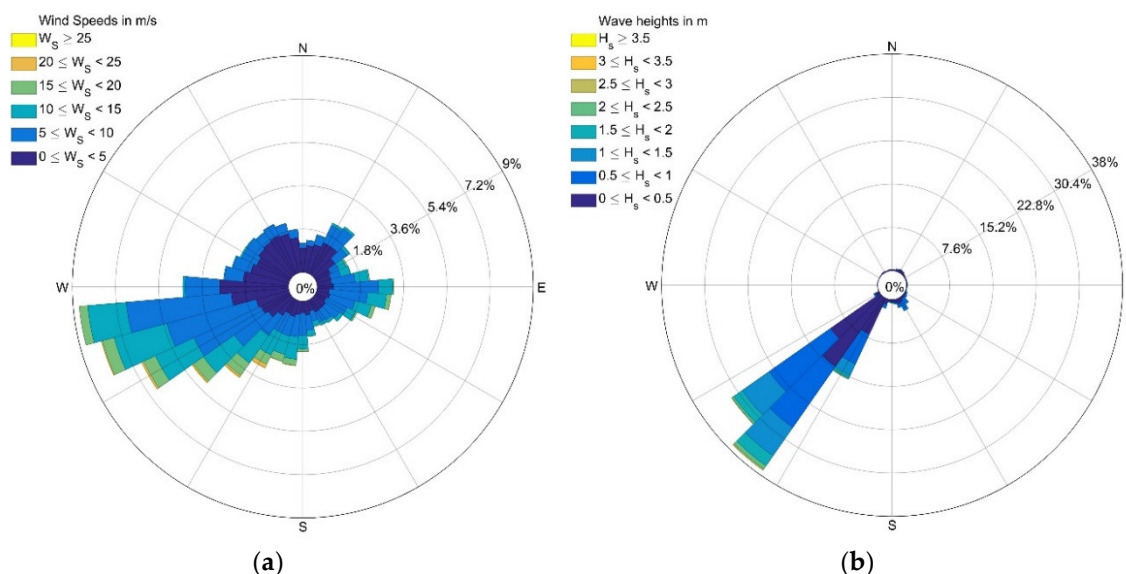 Wind Speeds in m/s
W_S ≥ 25
20 ≤ W_S < 25
15 ≤ W_S < 20
10 ≤ W_S < 15
5 ≤ W_S < 10
0 ≤ W_S < 5
N
9%
7.2%
5.4%
3.6%
1.8%
0%
W
E
S
(a)
Wave heights in m
H_s ≥ 3.5
3 ≤ H_s < 3.5
2.5 ≤ H_s < 3
2 ≤ H_s < 2.5
1.5 ≤ H_s < 2
1 ≤ H_s < 1.5
0.5 ≤ H_s < 1
0 ≤ H_s < 0.5
N
38%
30.4%
22.8%
15.2%
7.6%
0%
W
E
S
(b)